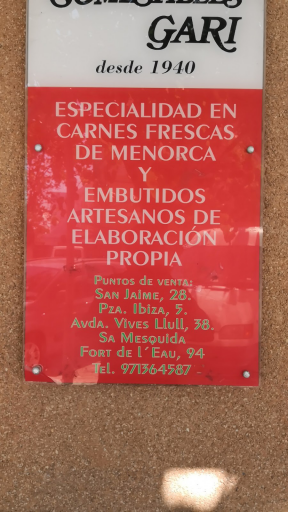 GARI
desde 1940
ESPECIALIDAD EN
CARNES FRESCAS
DE MENORCA
Y
EMBUTIDOS
ARTESANOS DE
ELABORACIÓN
PROPIA
PUNTOS DE VENTA:
SAN JAIME, 28.
PZA. IBIZA, 5.
AVDA. VIVES LLULL, 38.
SA MESQUIDA
FORT DE L´EAU, 94
TEL. 971364587